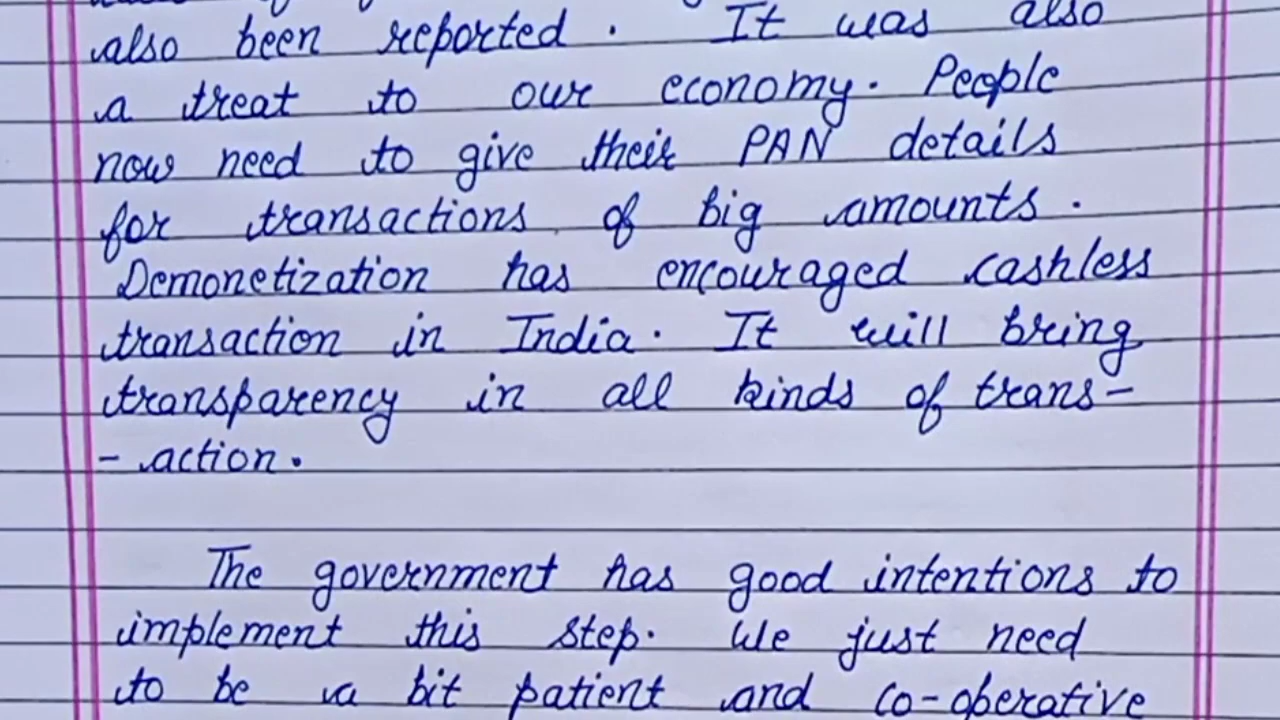 also been reported. It was also
a treat to our economy. People
now need to give their PAN details
for transactions of big amounts.
Demonetization has encouraged cashless
transaction in India. It will bring
transparency in all kinds of trans-
- action.
The government has good intentions to
implement this step. We just need
to be a bit patient and co-operative